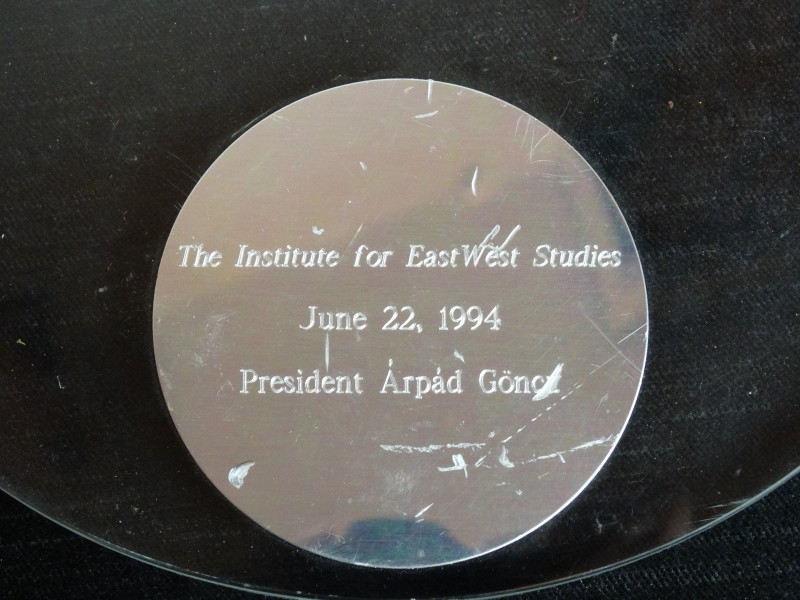 The Institute for EastWest Studies
June 22, 1994
President Árpád Göncz